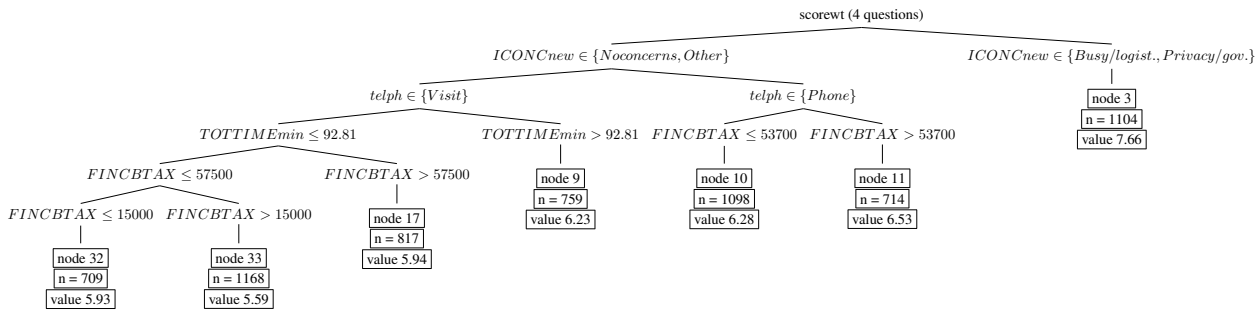 scorewt (4 questions)
ICONCnew ∈ {Noconcerns, Other}
ICONCnew ∈ {Busy/logist., Privacy/gov.}
telph ∈ {Visit}
telph ∈ {Phone}
node 3
n = 1104
value 7.66
TOTTIMEmin ≤ 92.81
TOTTIMEmin > 92.81
FINCBTAX ≤ 53700
FINCBTAX > 53700
FINCBTAX ≤ 57500
FINCBTAX > 57500
node 9
n = 759
value 6.23
node 10
n = 1098
value 6.28
node 11
n = 714
value 6.53
FINCBTAX ≤ 15000
FINCBTAX > 15000
node 17
n = 817
value 5.94
node 32
n = 709
value 5.93
node 33
n = 1168
value 5.59